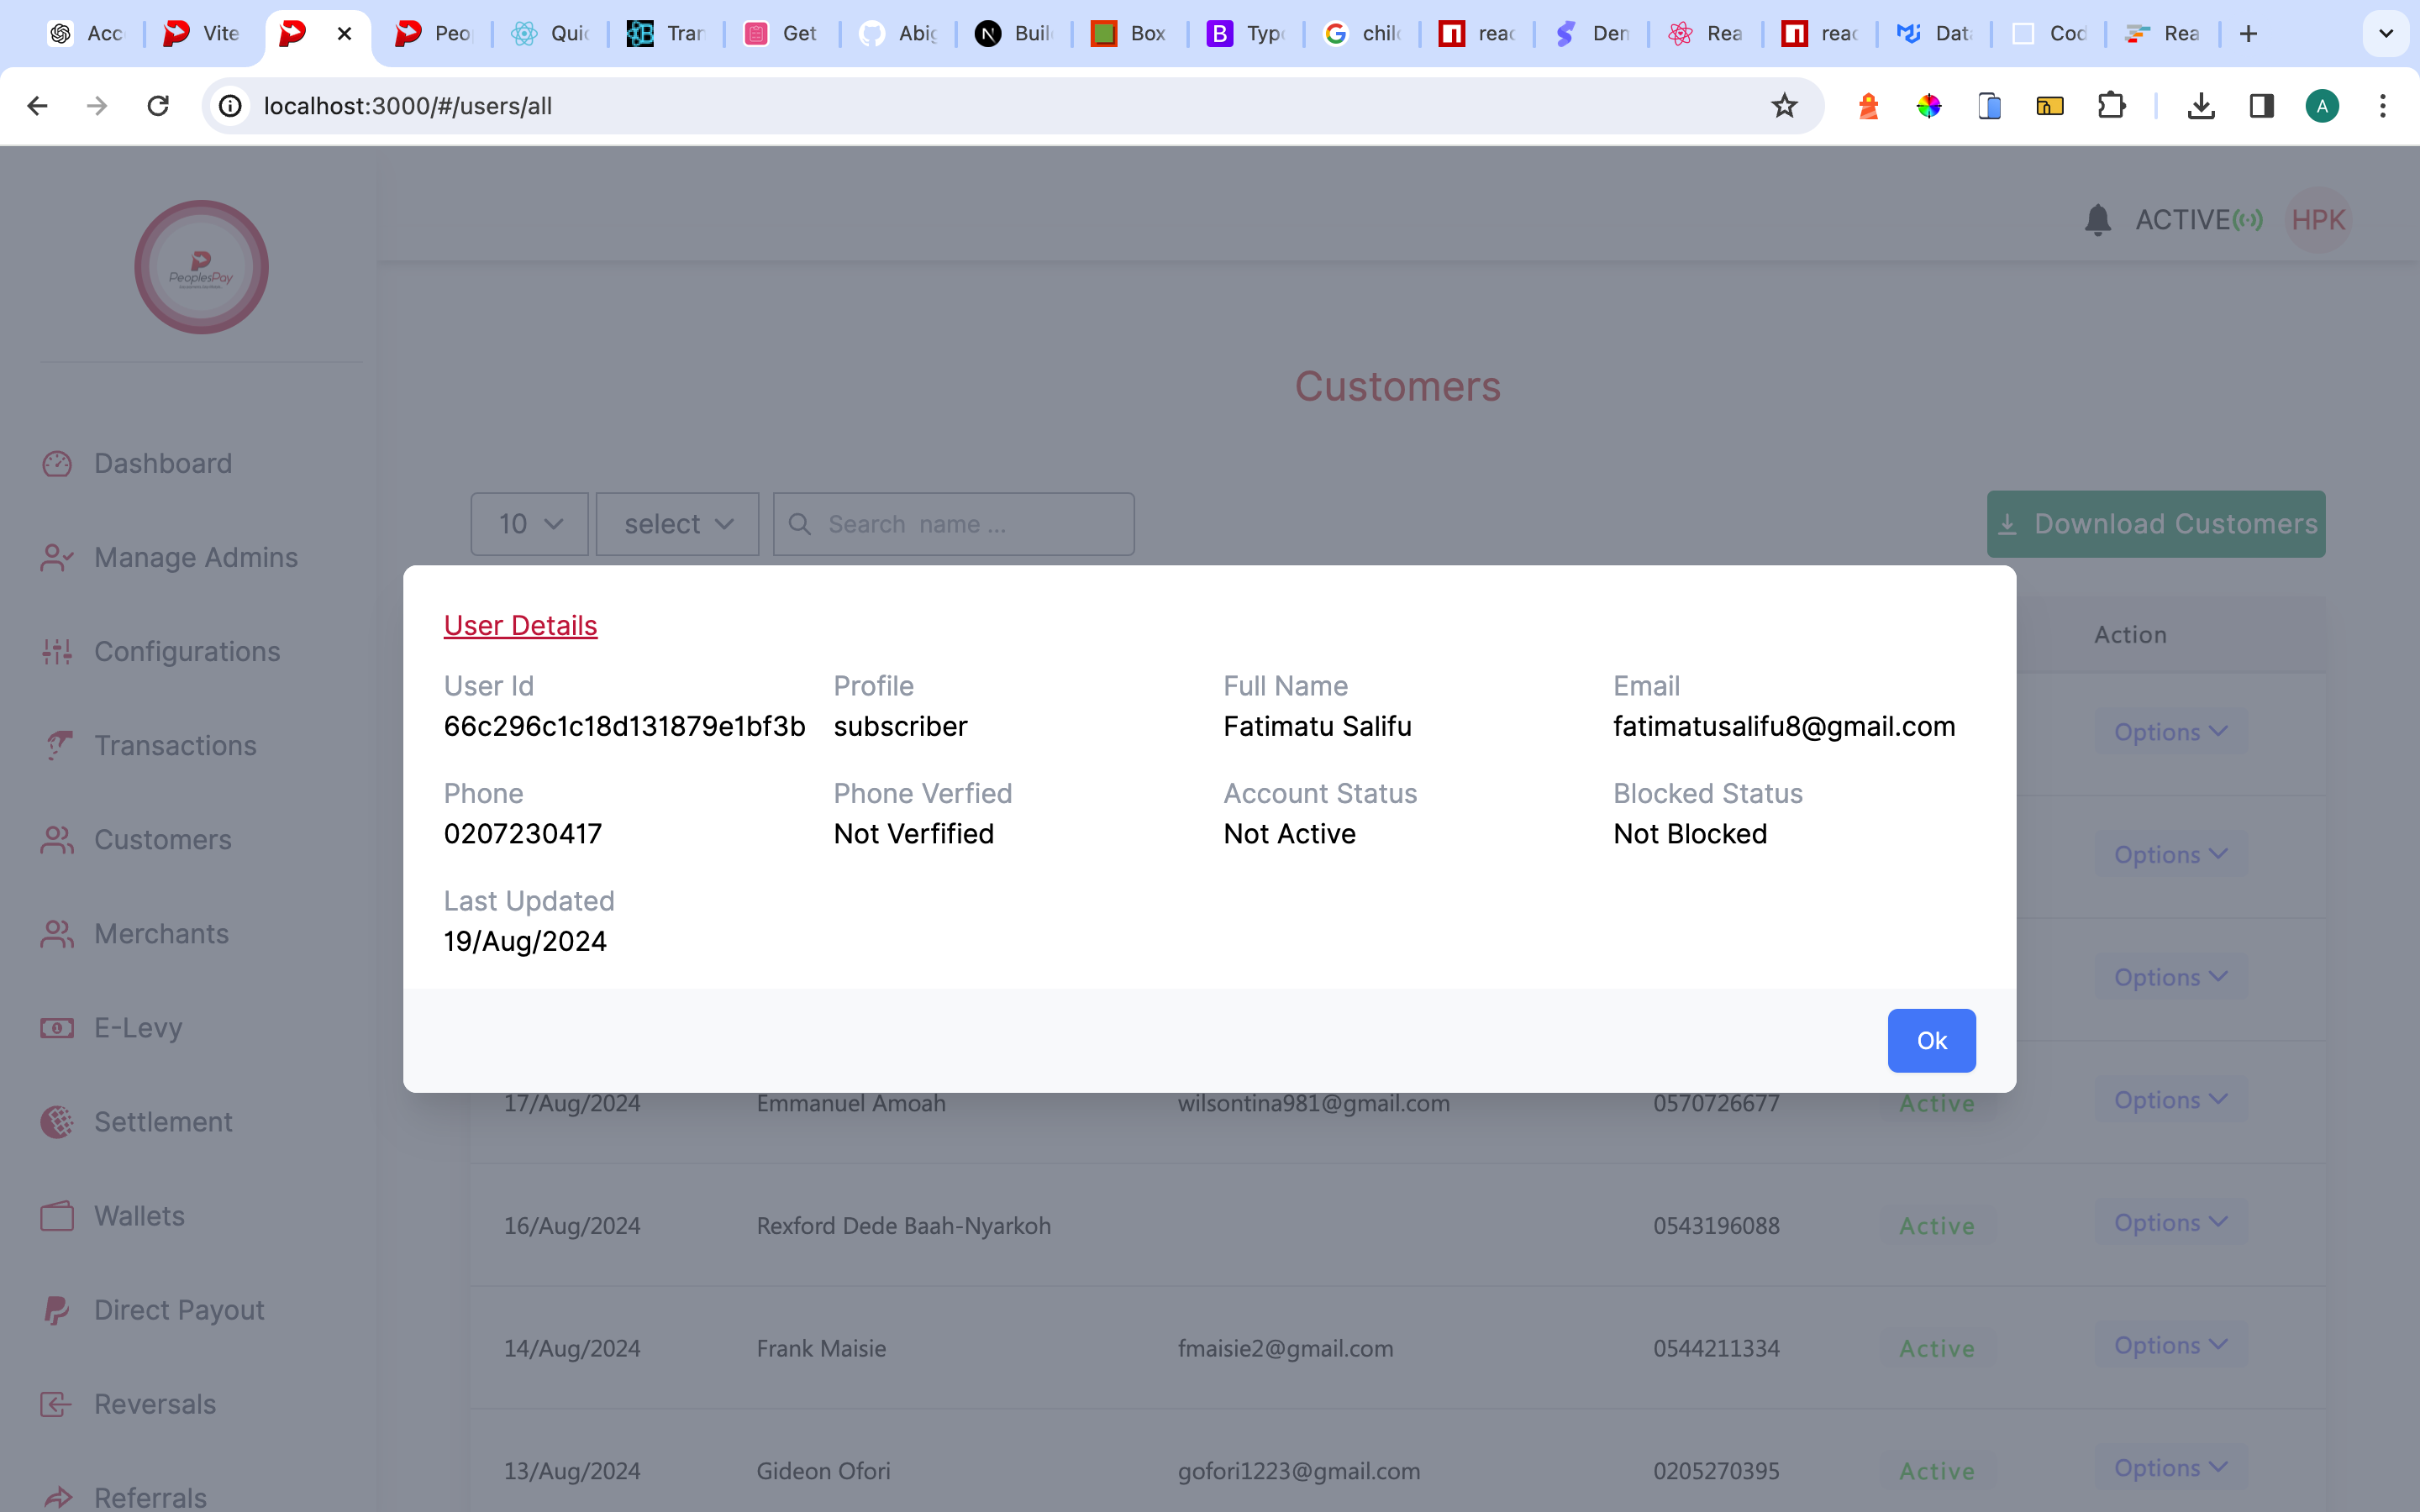 Acc
Vite
Peo
Quic
Tran
Get
Abig
Buil
Box
B
Typo
chil
reac
Den
Rea
reac
Data
Cod
Rea
localhost:3000/#/users/all
A
PeoplesPay
ACTIVE
HPK
Customers
Dashboard
Manage Admins
Configurations
Transactions
Customers
Merchants
E-Levy
Settlement
Wallets
Direct Payout
Reversals
Referrals
10
select
Search name ...
Download Customers
Action
User Details
User Id
Profile
Full Name
Email
66c296c1c18d131879e1bf3b
subscriber
Fatimatu Salifu
fatimatusalifu8@gmail.com
Phone
Phone Verfied
Account Status
Blocked Status
0207230417
Not Verfified
Not Active
Not Blocked
Last Updated
19/Aug/2024
Ok
Options
Options
Options
17/Aug/2024 Emmanuel Amoah wilsontina981@gmail.com 0570726677 Active Options
16/Aug/2024 Rexford Dede Baah-Nyarkoh 0543196088 Active Options
14/Aug/2024 Frank Maisie fmaisie2@gmail.com 0544211334 Active Options
13/Aug/2024 Gideon Ofori gofori1223@gmail.com 0205270395 Active Options